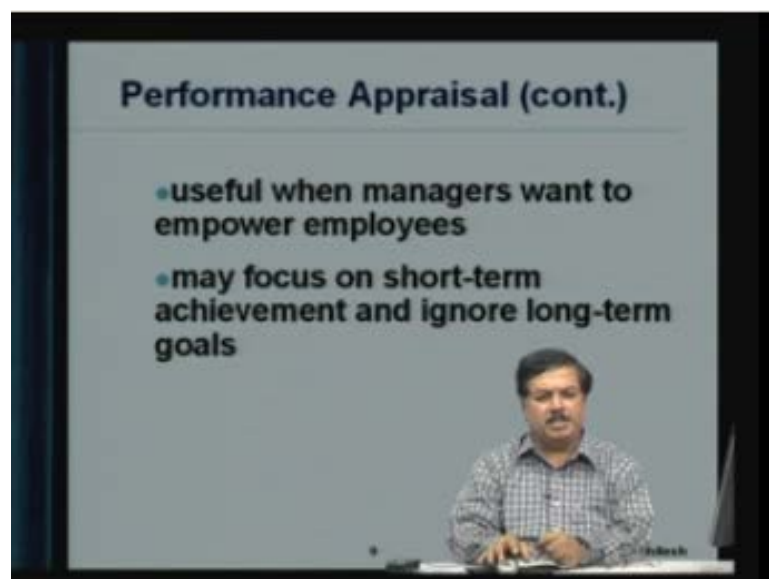 Performance Appraisal (cont.)
•useful when managers want to
empower employees
•may focus on short-term
achievement and ignore long-term
goals